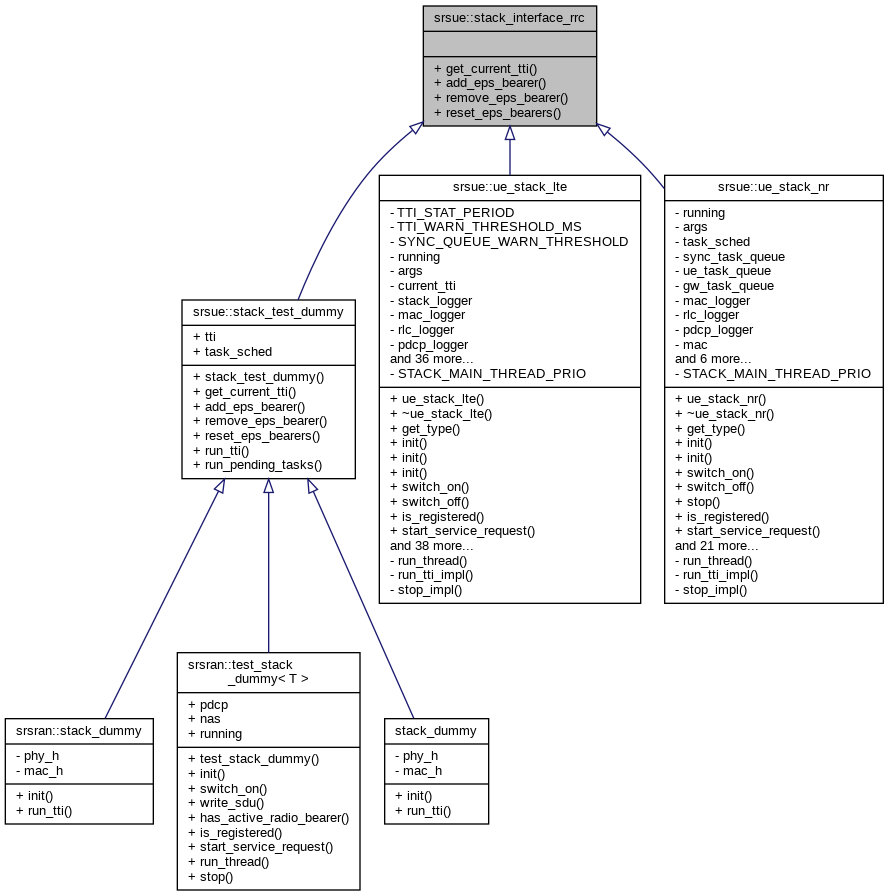 srsue::stack_interface_rrc
+ get_current_tti()
+ add_eps_bearer()
+ remove_eps_bearer()
+ reset_eps_bearers()
srsue::ue_stack_lte
- TTI_STAT_PERIOD
- TTI_WARN_THRESHOLD_MS
- SYNC_QUEUE_WARN_THRESHOLD
- running
- args
- current_tti
- stack_logger
- mac_logger
- rlc_logger
- pdcp_logger
and 36 more...
- STACK_MAIN_THREAD_PRIO
+ ue_stack_lte()
+ ~ue_stack_lte()
+ get_type()
+ init()
+ init()
+ init()
+ switch_on()
+ switch_off()
+ is_registered()
+ start_service_request()
and 38 more...
- run_thread()
- run_tti_impl()
- stop_impl()
srsue::ue_stack_nr
- running
- args
- task_sched
- sync_task_queue
- ue_task_queue
- gw_task_queue
- mac_logger
- rlc_logger
- pdcp_logger
- mac
and 6 more...
- STACK_MAIN_THREAD_PRIO
+ ue_stack_nr()
+ ~ue_stack_nr()
+ get_type()
+ init()
+ init()
+ switch_on()
+ switch_off()
+ stop()
+ is_registered()
+ start_service_request()
and 21 more...
- run_thread()
- run_tti_impl()
- stop_impl()
srsue::stack_test_dummy
+ tti
+ task_sched
+ stack_test_dummy()
+ get_current_tti()
+ add_eps_bearer()
+ remove_eps_bearer()
+ reset_eps_bearers()
+ run_tti()
+ run_pending_tasks()
srsran::stack_dummy
- phy_h
- mac_h
+ init()
+ run_tti()
srsran::test_stack
_dummy< T >
+ pdcp
+ nas
+ running
+ test_stack_dummy()
+ init()
+ switch_on()
+ write_sdu()
+ has_active_radio_bearer()
+ is_registered()
+ start_service_request()
+ run_thread()
+ stop()
stack_dummy
- phy_h
- mac_h
+ init()
+ run_tti()